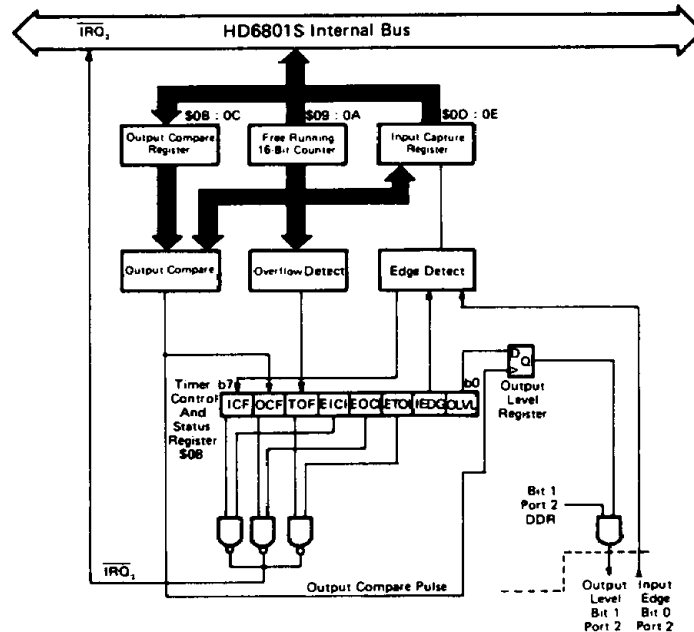 IRQ₂
HD6801S Internal Bus
$0B : 0C
$09 : 0A
$0D : 0E
Output Compare
Register
Free Running
16-Bit Counter
Input Capture
Register
Output Compare
Overflow Detect
Edge Detect
Timer
Control
And
Status
Register
$08
b7
b0
ICF
OCF
TOF
EICI
EOCI
ETOI
IEDG
OLVL
D
Q
Output
Level
Register
Bit 1
Port 2
DDR
IRQ₂
Output Compare Pulse
Output
Level
Bit 1
Port 2
Input
Edge
Bit 0
Port 2